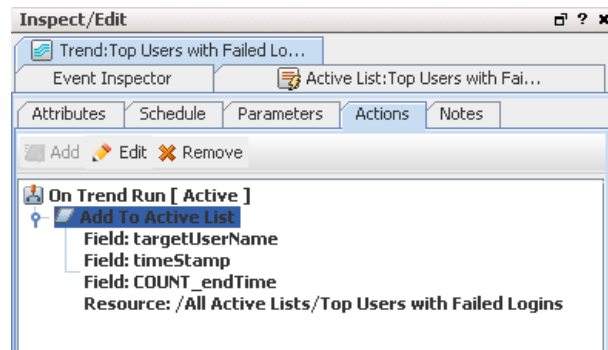 Inspect/Edit
Trend:Top Users with Failed Lo...
Event Inspector Active List:Top Users with Fai...
Attributes Schedule Parameters Actions Notes
Add Edit Remove
On Trend Run [ Active ]
Add To Active List
Field: targetUserName
Field: timeStamp
Field: COUNT_endTime
Resource: /All Active Lists/Top Users with Failed Logins